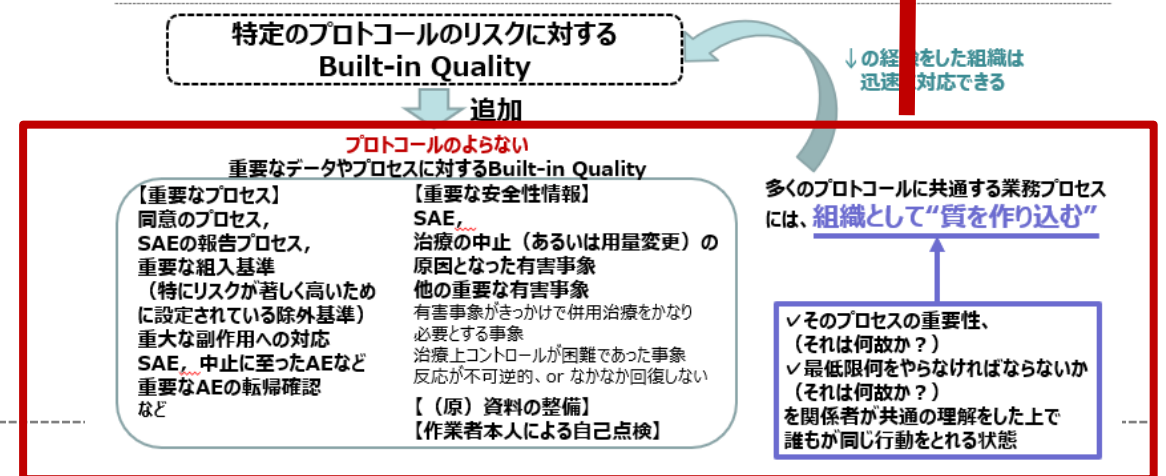 特定のプロトコールのリスクに対する
Built-in Quality
↓の経験をした組織は
迅速に対応できる
追加
プロトコールのよらない
重要なデータやプロセスに対するBuilt-in Quality
【重要なプロセス】
同意のプロセス，
SAEの報告プロセス，
重要な組入基準
（特にリスクが著しく高いため
に設定されている除外基準）
重大な副作用への対応
SAE，中止に至ったAEなど
重要なAEの転帰確認
など
【重要な安全性情報】
SAE，
治療の中止（あるいは用量変更）の
原因となった有害事象
他の重要な有害事象
有害事象がきっかけで併用治療をかなり
必要とする事象
治療上コントロールが困難であった事象
反応が不可逆的、or なかなか回復しない
【（原）資料の整備】
【作業者本人による自己点検】
多くのプロトコールに共通する業務プロセス
には、組織として“質を作り込む”
✓そのプロセスの重要性、
（それは何故か？）
✓最低限何をやらなければならないか
（それは何故か？）
を関係者が共通の理解をした上で
誰もが同じ行動をとれる状態